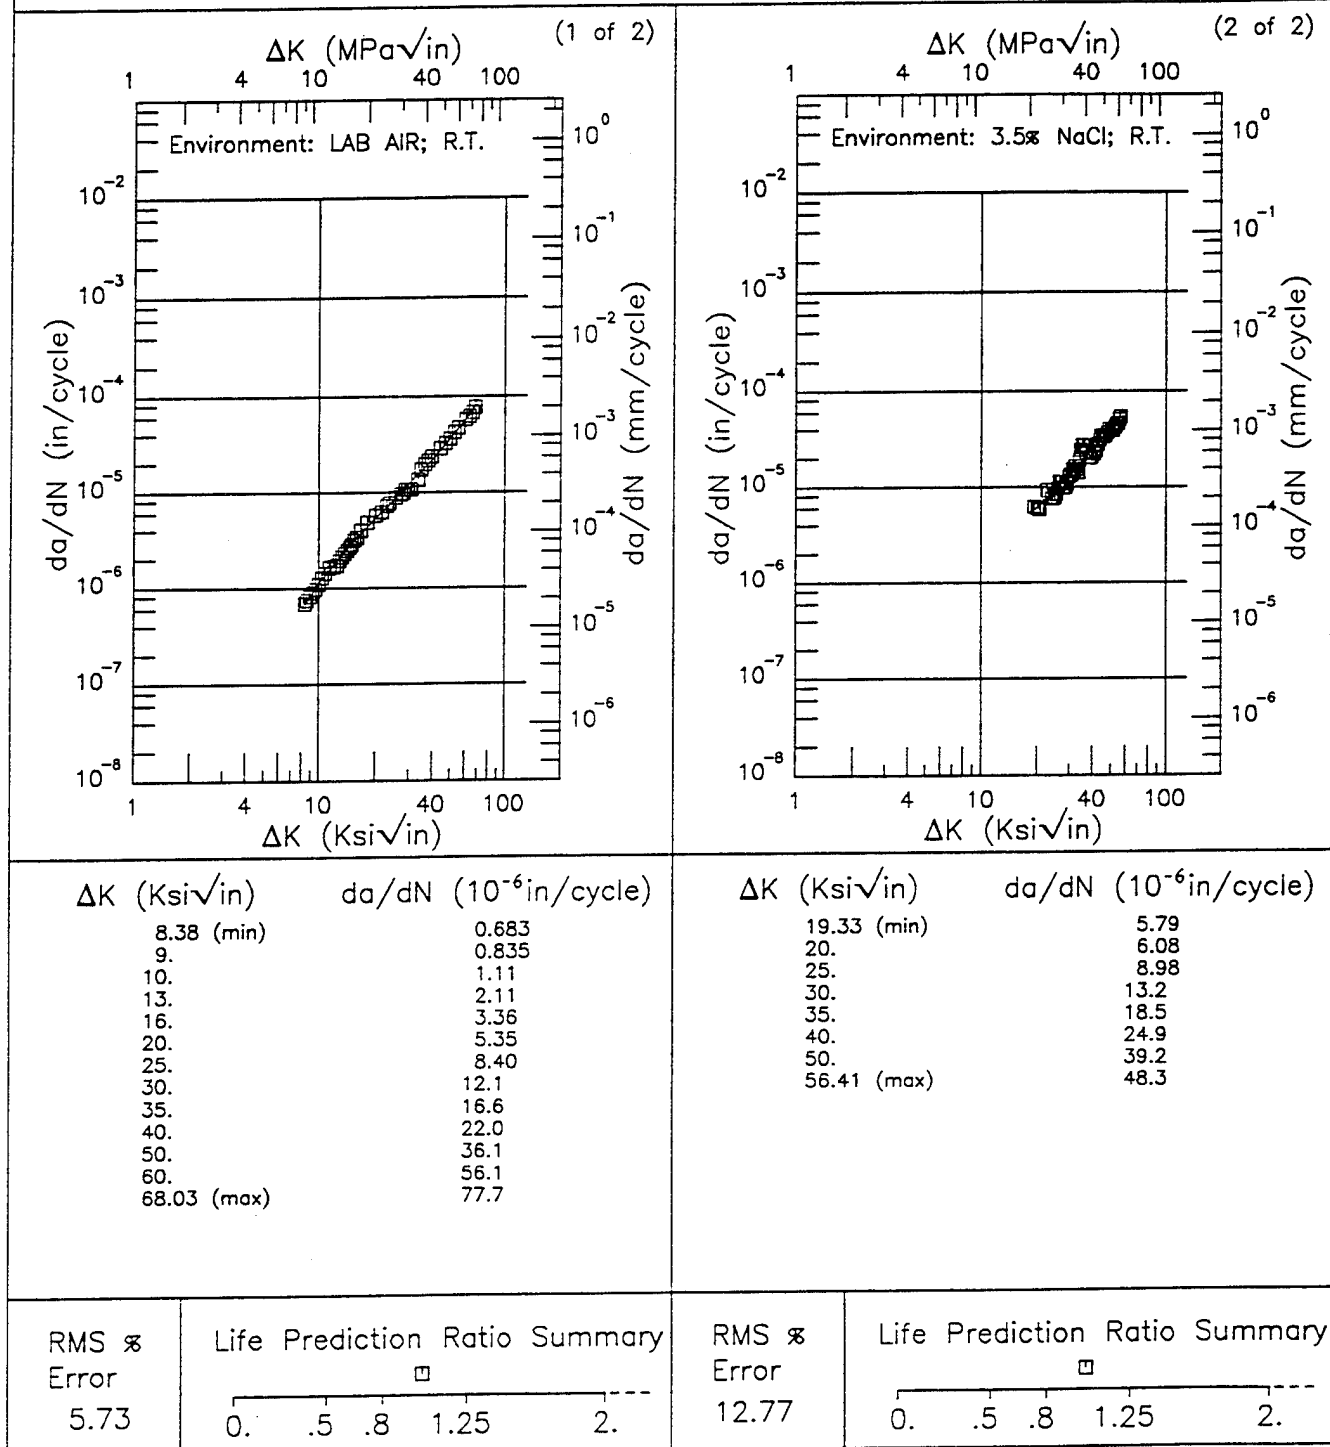 (1 of 2)
ΔK (MPa√in)
1 4 10 40 100
Environment: LAB AIR; R.T.
10⁰
10⁻²
10⁻¹
10⁻³
10⁻²
10⁻⁴
10⁻³
10⁻⁵
10⁻⁴
10⁻⁶
10⁻⁵
10⁻⁷
10⁻⁶
10⁻⁸
da/dN (in/cycle)
da/dN (mm/cycle)
1 4 10 40 100
ΔK (Ksi√in)
(2 of 2)
ΔK (MPa√in)
1 4 10 40 100
Environment: 3.5% NaCl; R.T.
10⁰
10⁻²
10⁻¹
10⁻³
10⁻²
10⁻⁴
10⁻³
10⁻⁵
10⁻⁴
10⁻⁶
10⁻⁵
10⁻⁷
10⁻⁶
10⁻⁸
da/dN (in/cycle)
da/dN (mm/cycle)
1 4 10 40 100
ΔK (Ksi√in)
ΔK (Ksi√in) da/dN (10⁻⁶in/cycle)
8.38 (min) 0.683
9. 0.835
10. 1.11
13. 2.11
16. 3.36
20. 5.35
25. 8.40
30. 12.1
35. 16.6
40. 22.0
50. 36.1
60. 56.1
68.03 (max) 77.7
ΔK (Ksi√in) da/dN (10⁻⁶in/cycle)
19.33 (min) 5.79
20. 6.08
25. 8.98
30. 13.2
35. 18.5
40. 24.9
50. 39.2
56.41 (max) 48.3
RMS %
Error
5.73
Life Prediction Ratio Summary
0. .5 .8 1.25 2.
RMS %
Error
12.77
Life Prediction Ratio Summary
0. .5 .8 1.25 2.